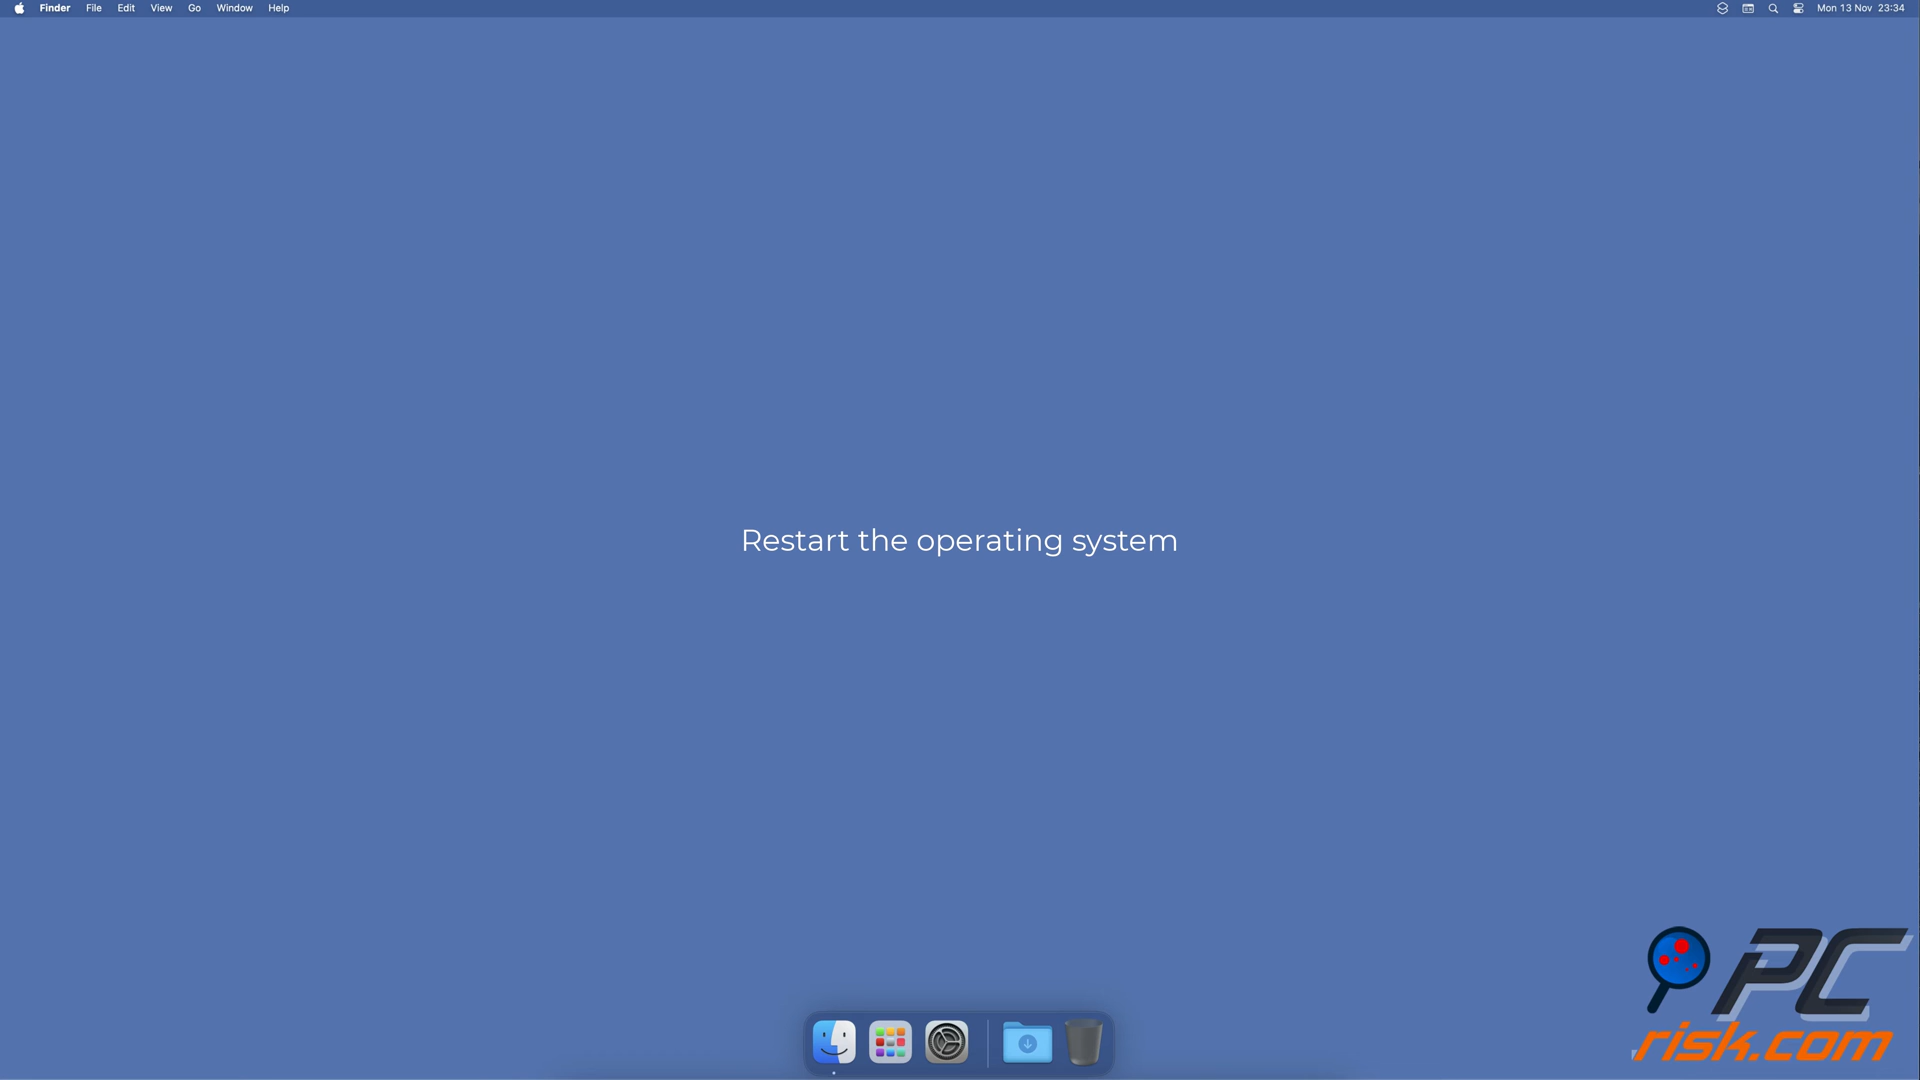 Finder File Edit View Go Window Help Mon 13 Nov 23:34
Restart the operating system
PC
risk.com